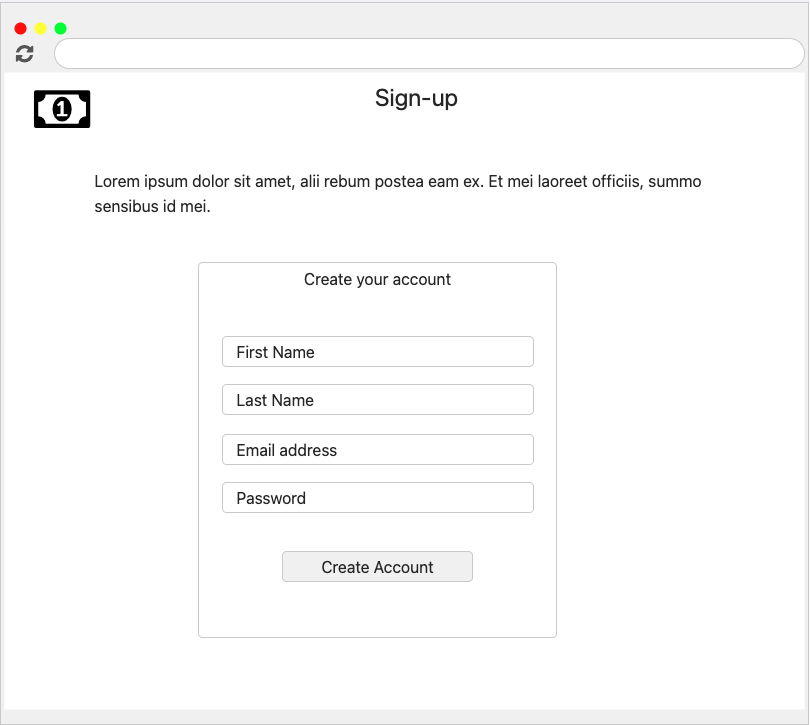 1
Sign-up
Lorem ipsum dolor sit amet, alii rebum postea eam ex. Et mei laoreet officiis, summo
sensibus id mei.
Create your account
First Name
Last Name
Email address
Password
Create Account